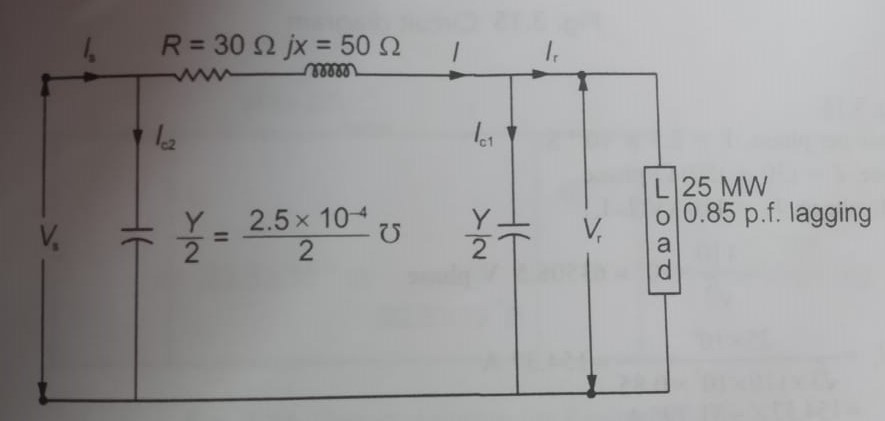 I_s R = 30 Ω jx = 50 Ω I I_r
I_c2 I_c1
V_s Y/2 = 2.5 × 10⁻⁴/2 ℧ Y/2 V_r
Load
25 MW
0.85 p.f. lagging